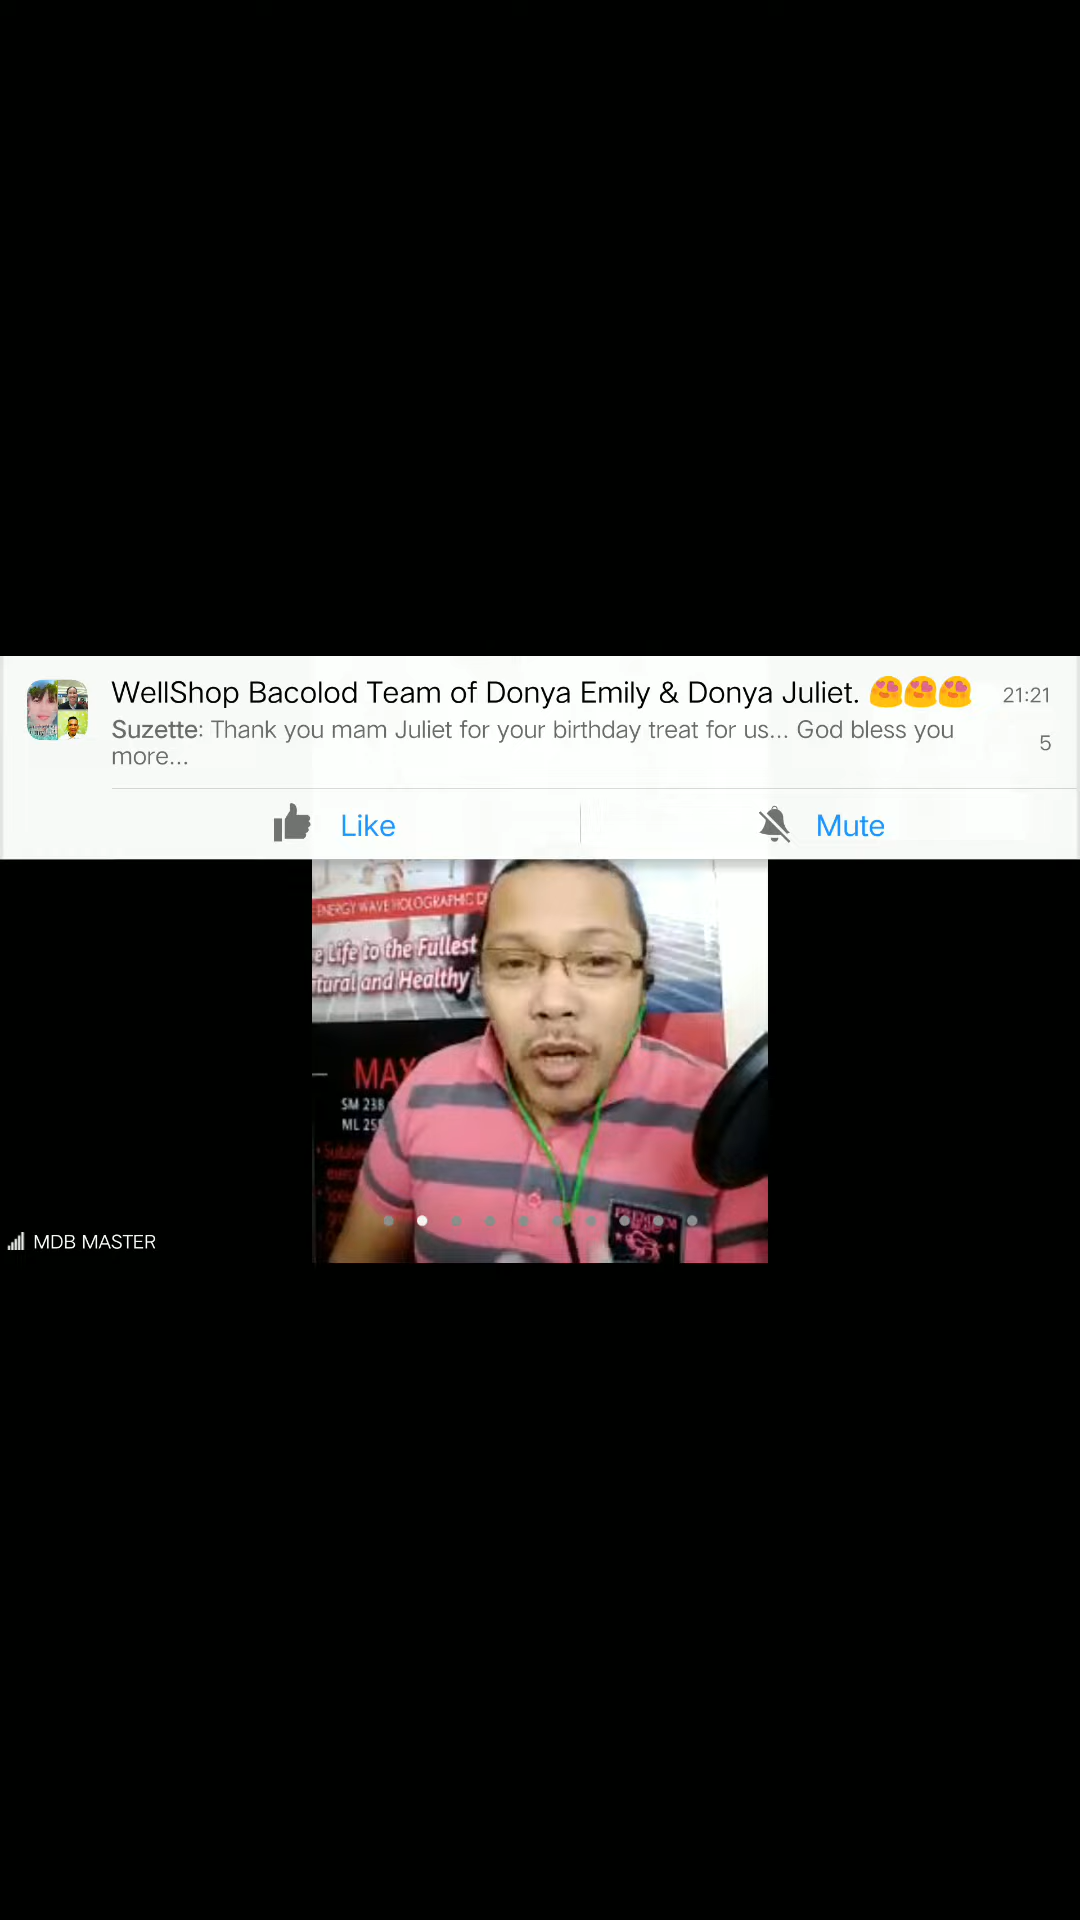 WellShop Bacolod Team of Donya Emily & Donya Juliet. 😍😍😍 21:21
Suzette: Thank you mam Juliet for your birthday treat for us... God bless you
more... 5
Like Mute
ENERGY WAVE HOLOGRAPHIC
Life to the Fullest
and Healthy
MAX
SM 238
ML
MDB MASTER